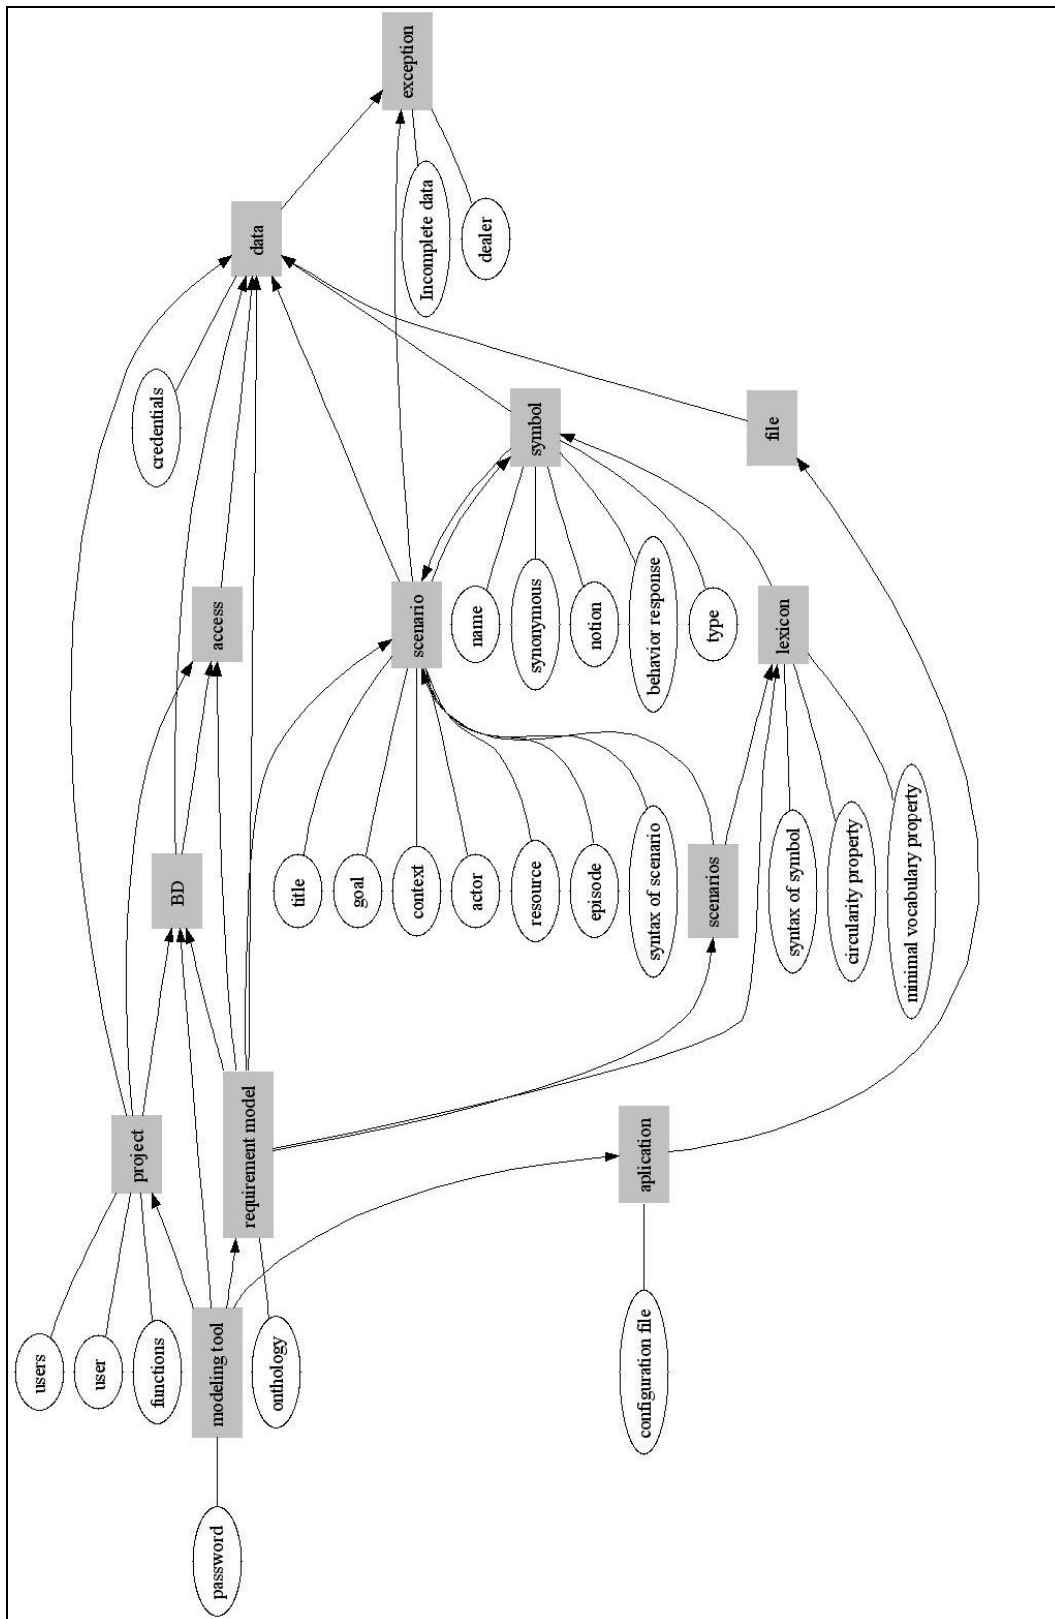 password
users
user
functions
modeling tool
onthology
configuration file
project
requirement model
aplication
BD
title
goal
context
actor
resource
episode
syntax of scenario
scenarios
syntax of symbol
circularity property
minimal vocabulary property
access
scenario
name
synonymous
notion
behavior response
type
lexicon
credentials
symbol
file
data
Incomplete data
dealer
exception